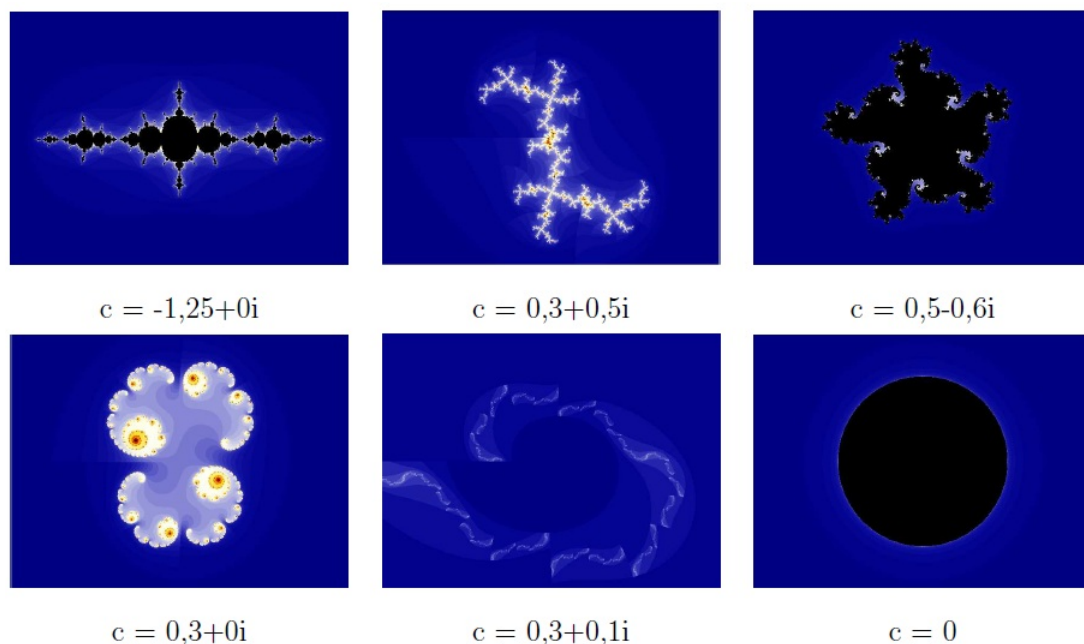 c = -1,25+0i
c = 0,3+0,5i
c = 0,5-0,6i
c = 0,3+0i
c = 0,3+0,1i
c = 0